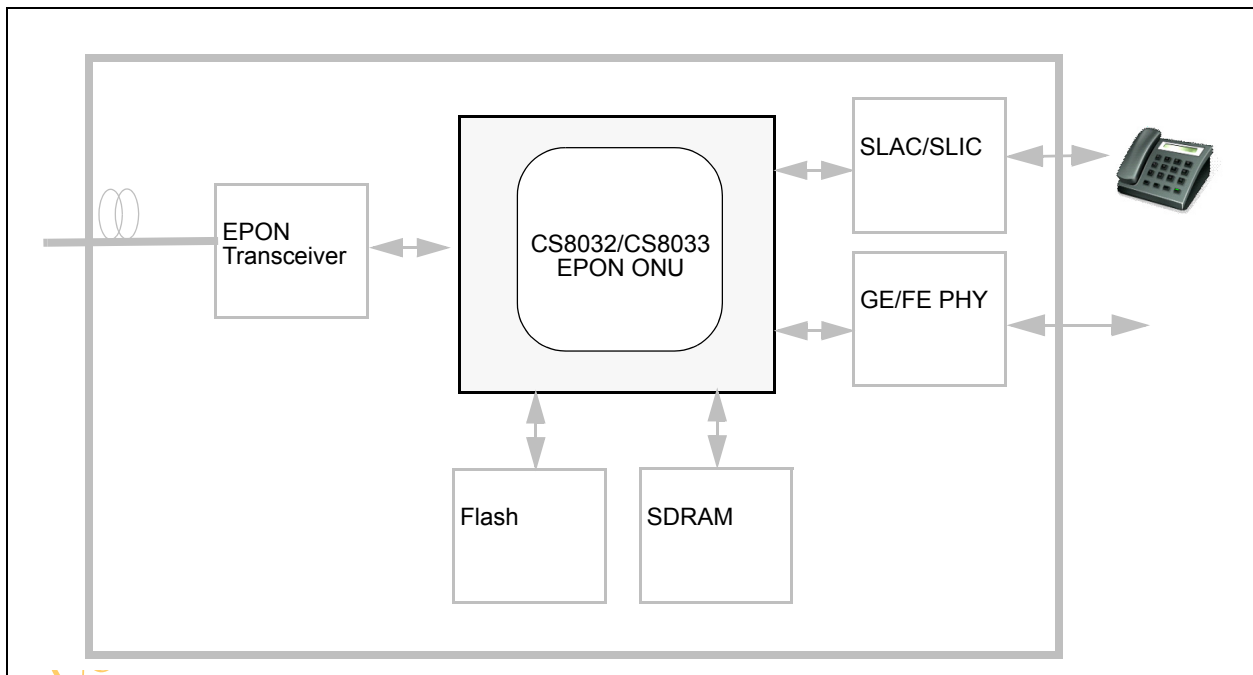 SLAC/SLIC
EPON
Transceiver
CS8032/CS8033
EPON ONU
GE/FE PHY
Flash
SDRAM